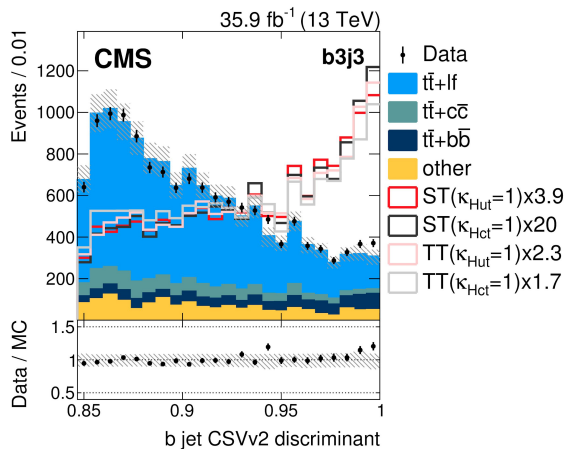 35.9 fb⁻¹ (13 TeV)
CMS
b3j3
Events / 0.01
1200
1000
800
600
400
200
Data
tt̄+lf
tt̄+cc̄
tt̄+bb̄
other
ST(κHut=1)x3.9
ST(κHct=1)x20
TT(κHut=1)x2.3
TT(κHct=1)x1.7
Data / MC
1.5
1
0.5
0.85 0.9 0.95 1
b jet CSVv2 discriminant